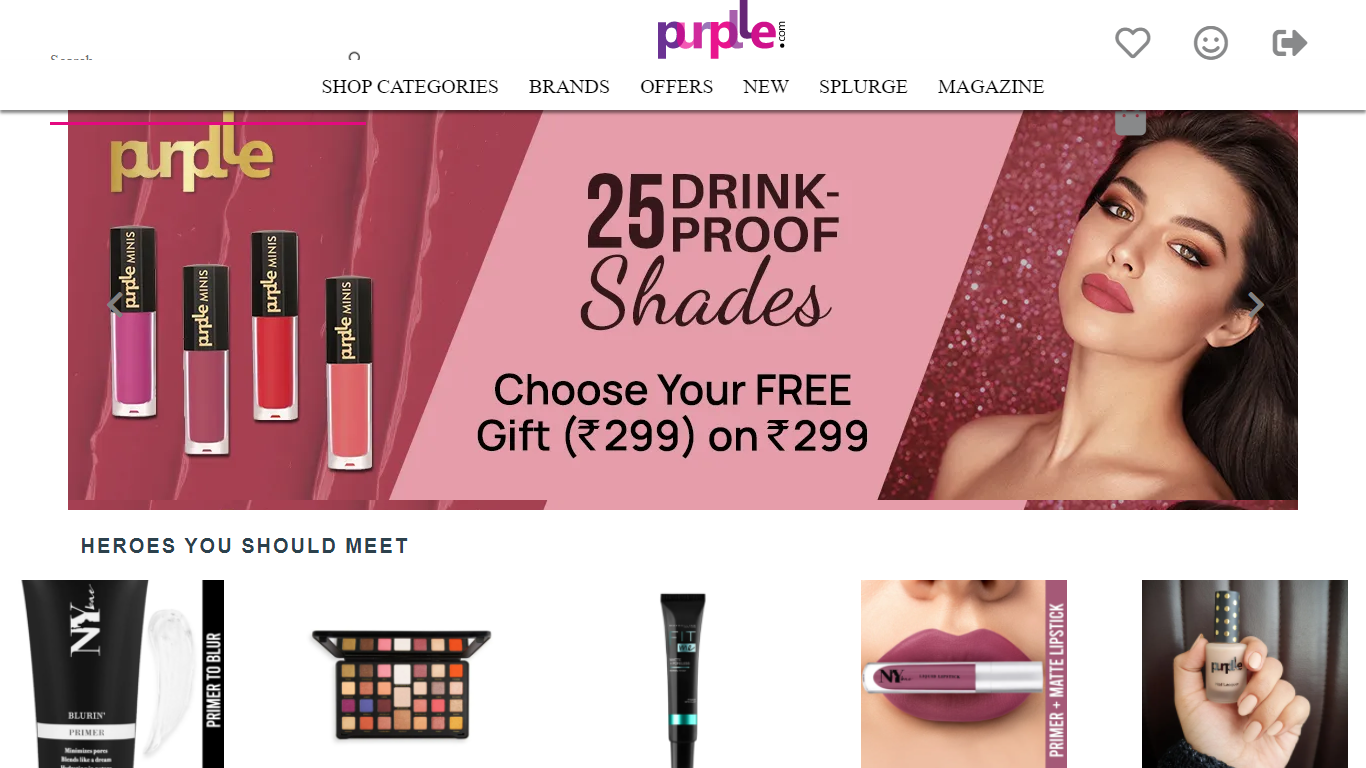 purplle.com
Search
SHOP CATEGORIES BRANDS OFFERS NEW SPLURGE MAGAZINE
purplle
25 DRINK-
PROOF
Shades
Choose Your FREE
Gift (₹299) on ₹299
purplle MINIS
purplle MINIS
purplle MINIS
purplle MINIS
HEROES YOU SHOULD MEET
NY bae
BLURIN'
PRIMER
Minimizes pores
Blends like a dream
PRIMER TO BLUR
FIT
me
NY bae
LIQUID LIPSTICK
PRIMER + MATTE LIPSTICK
purplle